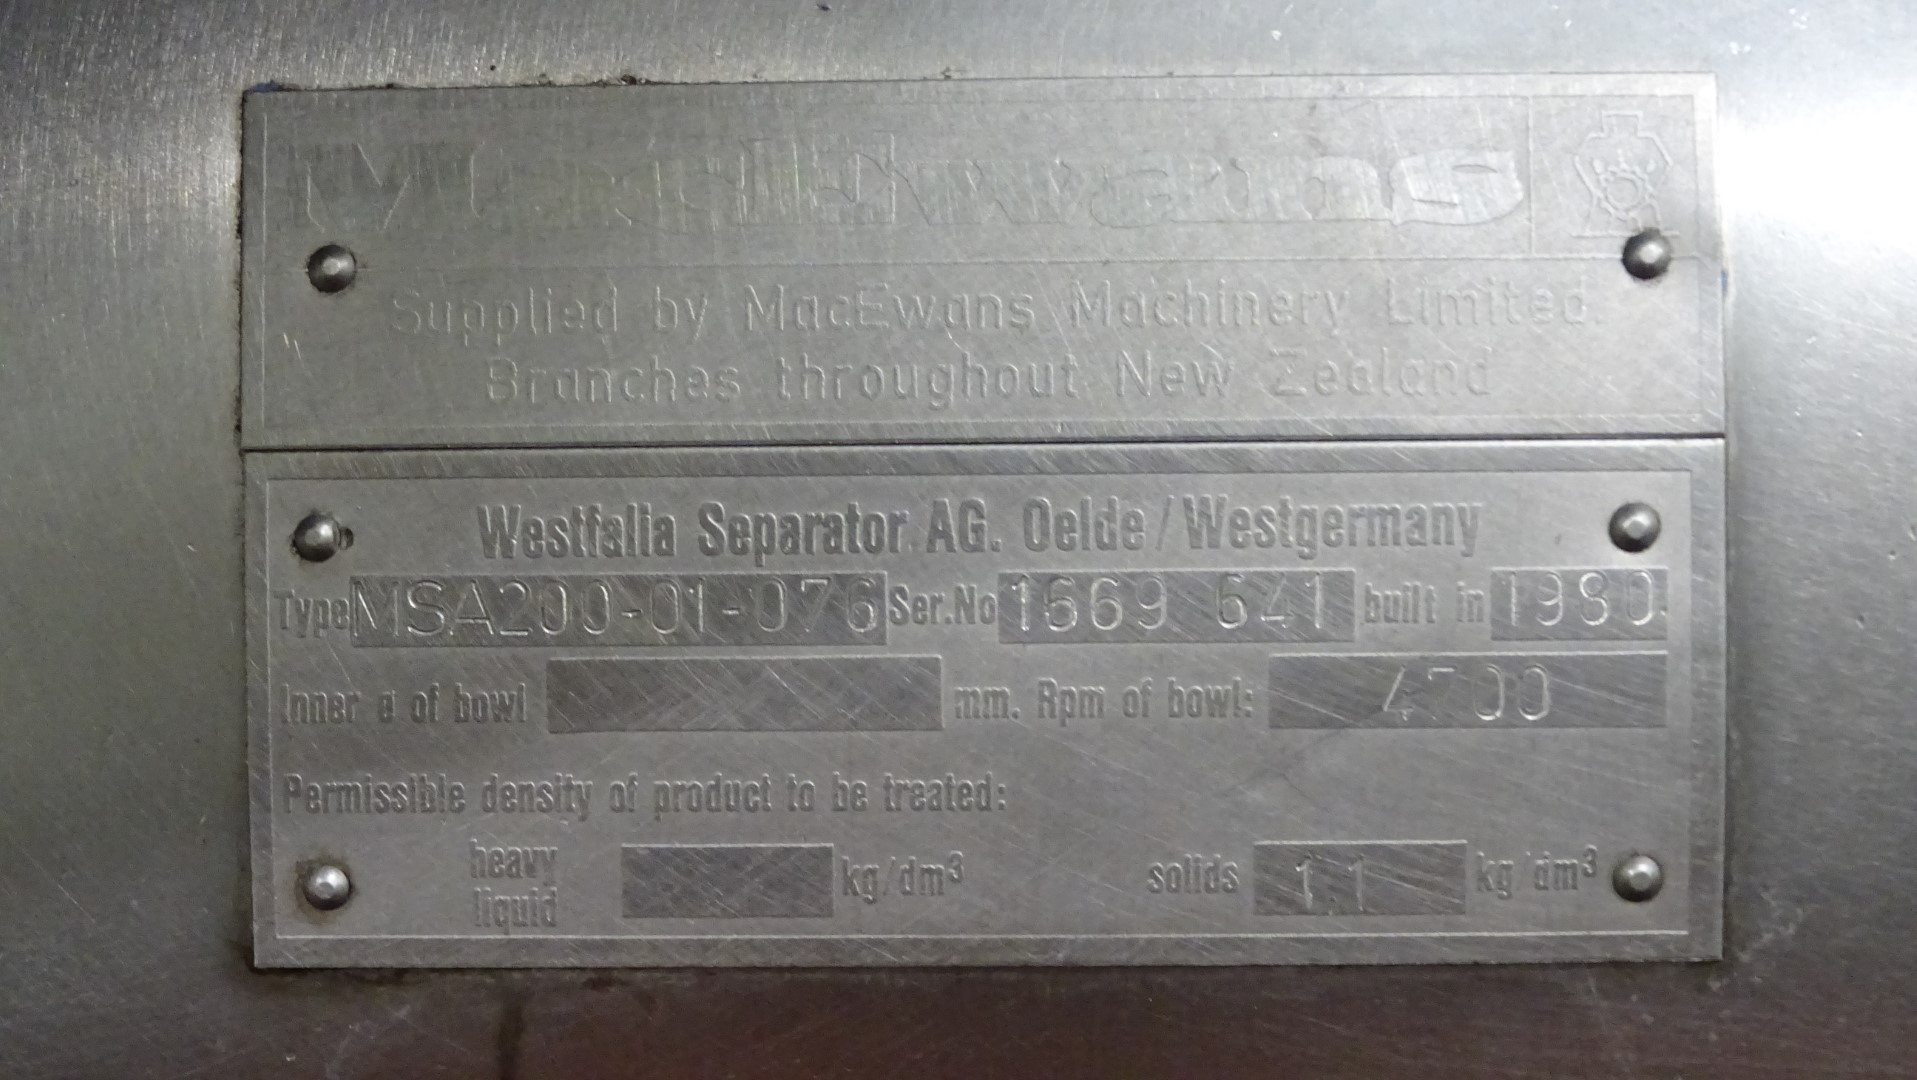 MacEwans
Supplied by MacEwans Machinery Limited.
Branches throughout New Zealand
Westfalia Separator AG. Oelde / Westgermany
Type MSA200-01-076 Ser.No 1669 641 built in 1980
Inner ø of bowl mm. Rpm of bowl: 4700
Permissible density of product to be treated:
heavy liquid kg/dm³ solids 1.1 kg/dm³